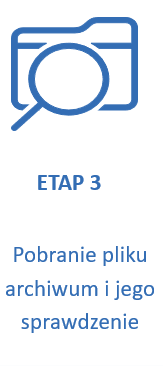 ETAP 3
Pobranie pliku
archiwum i jego
sprawdzenie